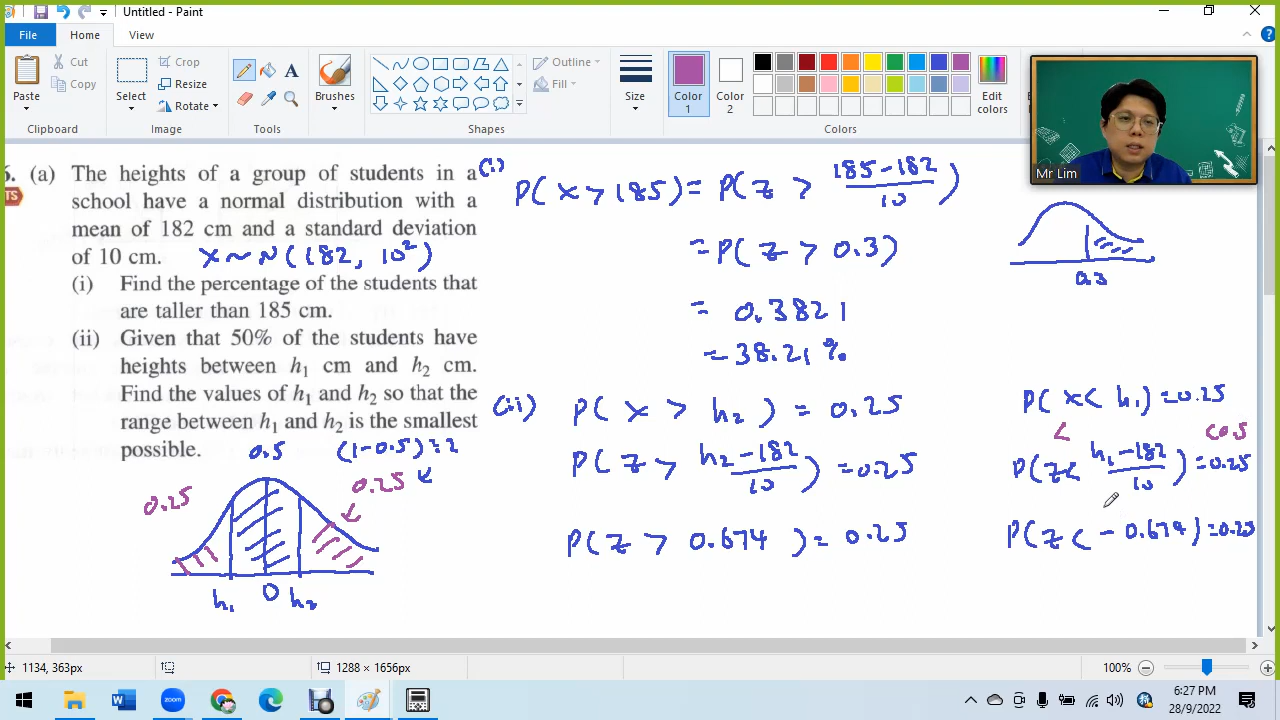 Untitled - Paint
File Home View
Paste
Cut
Copy
Clipboard
Select
Crop
Resize
Rotate
Image
Tools
Brushes
Shapes
Outline
Fill
Size
Color 1
Color 2
Edit colors
Colors
Mr Lim
(a) The heights of a group of students in a
school have a normal distribution with a
mean of 182 cm and a standard deviation
of 10 cm. X ~ N(182, 10²)
(i) Find the percentage of the students that
are taller than 185 cm.
(ii) Given that 50% of the students have
heights between h₁ cm and h₂ cm.
Find the values of h₁ and h₂ so that the
range between h₁ and h₂ is the smallest
possible.
0.5 (1-0.5)÷2
0.25 0.25
h₁ 0 h₂
(i)
P(X > 185) = P(Z > (185-182)/10)
= P(Z > 0.3)
= 0.3821
= 38.21%
0.3
(ii) P(X > h₂) = 0.25
P(Z > (h₂-182)/10) = 0.25
P(Z > 0.674) = 0.25
P(X < h₁) = 0.25
< <0.5
P(Z < (h₁-182)/10) = 0.25
P(Z < -0.674) = 0.25
1134, 363px
1288 × 1656px
100%
6:27 PM
28/9/2022